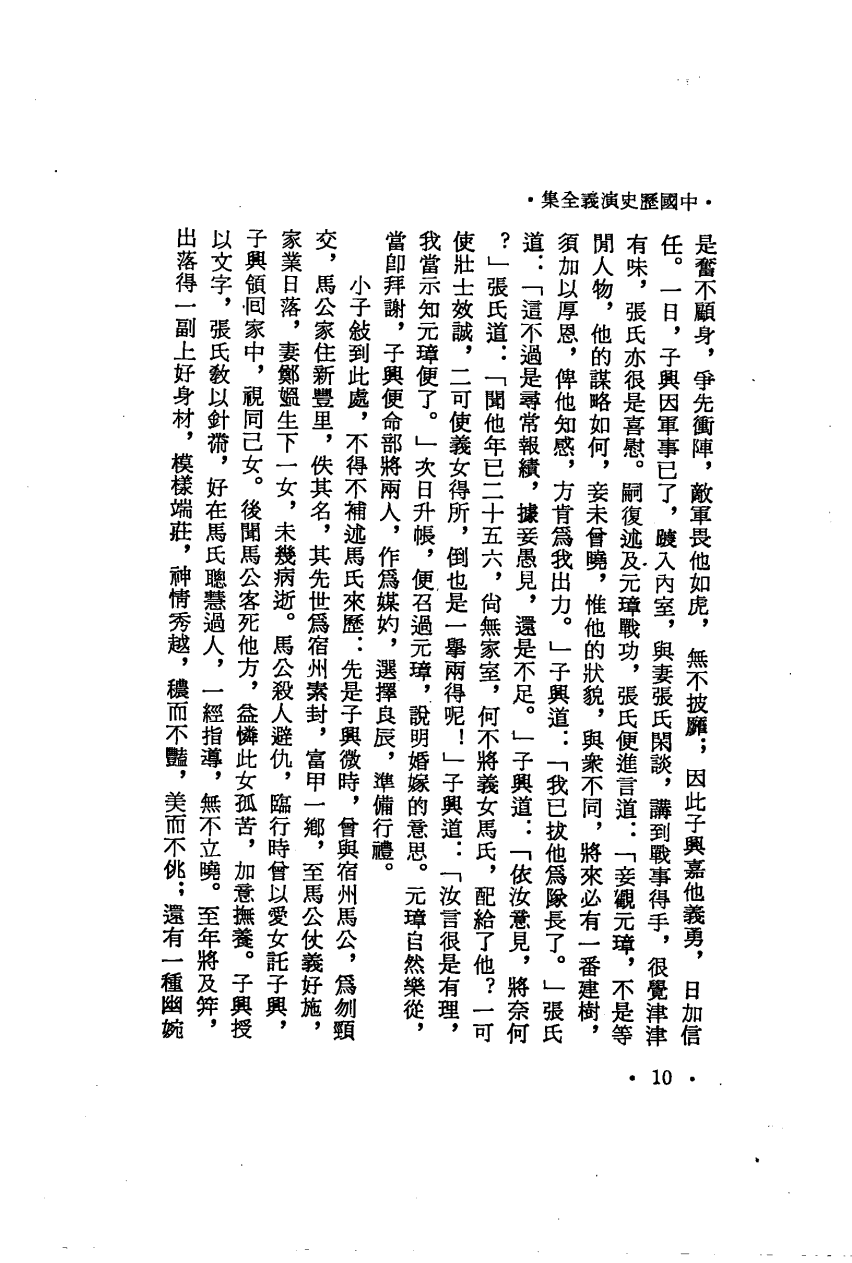 ・中國歷史演義全集・
是奮不顧身，爭先衝陣，敵軍畏他如虎，無不披靡；因此子興嘉他義勇，日加信
任。一日，子興因軍事已了，踱入內室，與妻張氏閑談，講到戰事得手，很覺津津
有味，張氏亦很是喜慰。嗣復述及元璋戰功，張氏便進言道：「妾觀元璋，不是等
閒人物，他的謀略如何，妾未曾曉，惟他的狀貌，與衆不同，將來必有一番建樹，
須加以厚恩，俾他知感，方肯爲我出力。」子興道：「我已拔他爲隊長了。」張氏
道：「這不過是尋常報績，據妾愚見，還是不足。」子興道：「依汝意見，將奈何
？」張氏道：「聞他年已二十五六，尙無家室，何不將義女馬氏，配給了他？一可
使壯士效誠，二可使義女得所，倒也是一舉兩得呢！」子興道：「汝言很是有理，
我當示知元璋便了。」次日升帳，便召過元璋，說明婚嫁的意思。元璋自然樂從，
當卽拜謝，子興便命部將兩人，作爲媒妁，選擇良辰，準備行禮。
小子敍到此處，不得不補述馬氏來歷：先是子興微時，曾與宿州馬公，爲刎頸
交，馬公家住新豐里，佚其名，其先世爲宿州素封，富甲一鄉，至馬公仗義好施，
家業日落，妻鄭媼生下一女，未幾病逝。馬公殺人避仇，臨行時曾以愛女託子興，
子興領回家中，視同己女。後聞馬公客死他方，益憐此女孤苦，加意撫養。子興授
以文字，張氏敎以針黹，好在馬氏聰慧過人，一經指導，無不立曉。至年將及笄，
出落得一副上好身材，模樣端莊，神情秀越，穠而不豔，美而不佻；還有一種幽婉
・10・